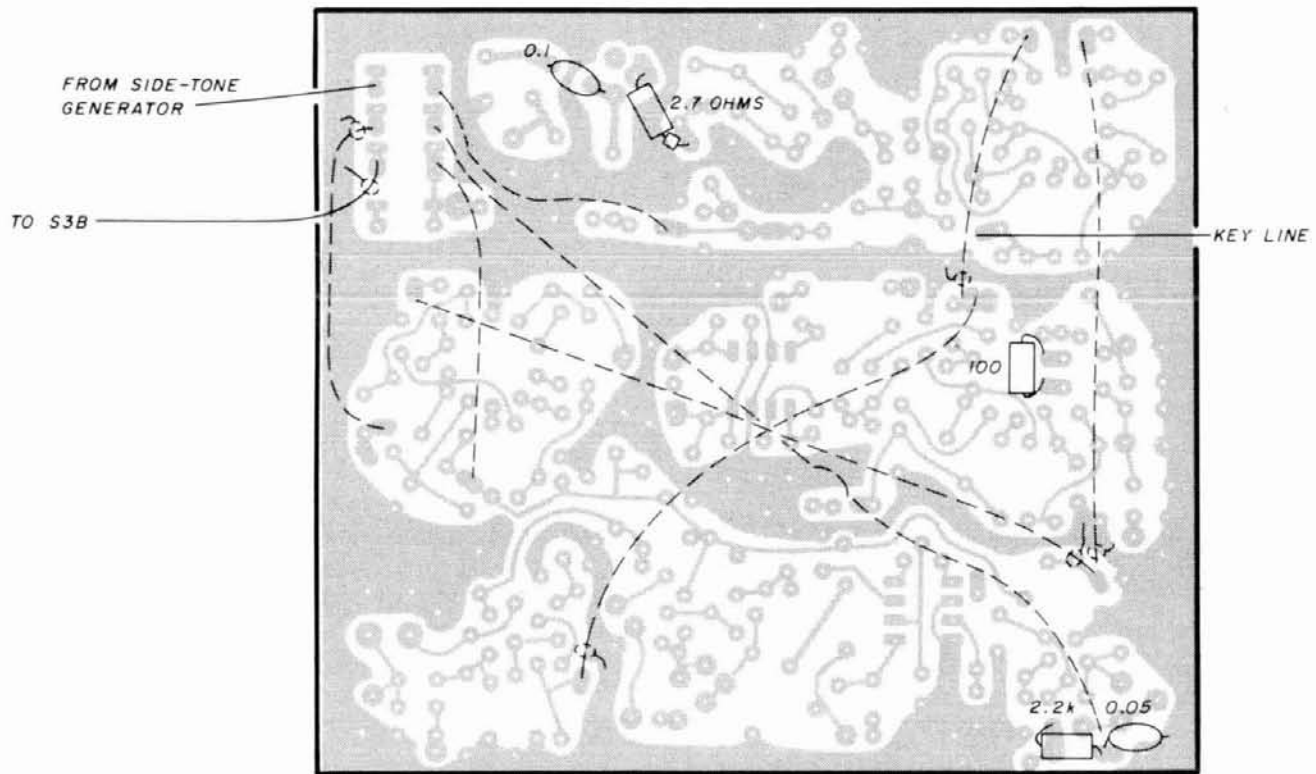 0.1
FROM SIDE-TONE
GENERATOR
2.7 OHMS
TO S3B
KEY LINE
100
2.2k
0.05